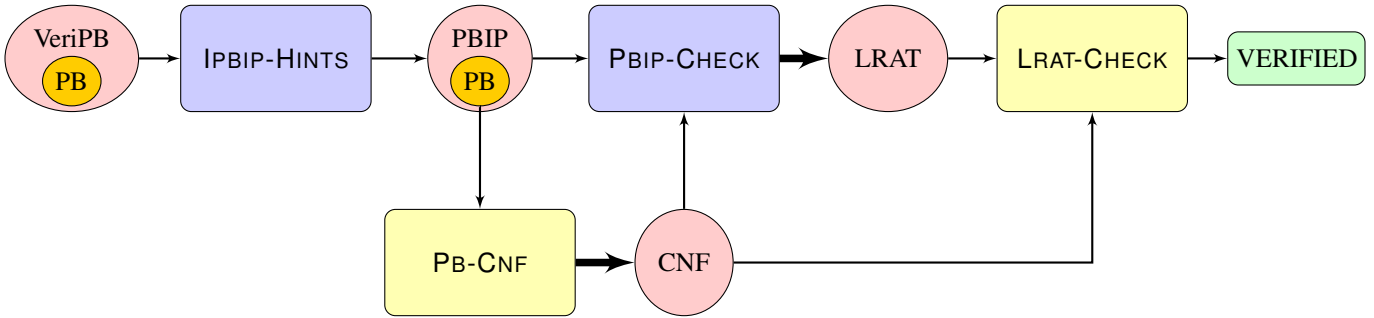 VeriPB
PB
IPBIP-HINTS
PBIP
PB
PBIP-CHECK
LRAT
LRAT-CHECK
VERIFIED
PB-CNF
CNF